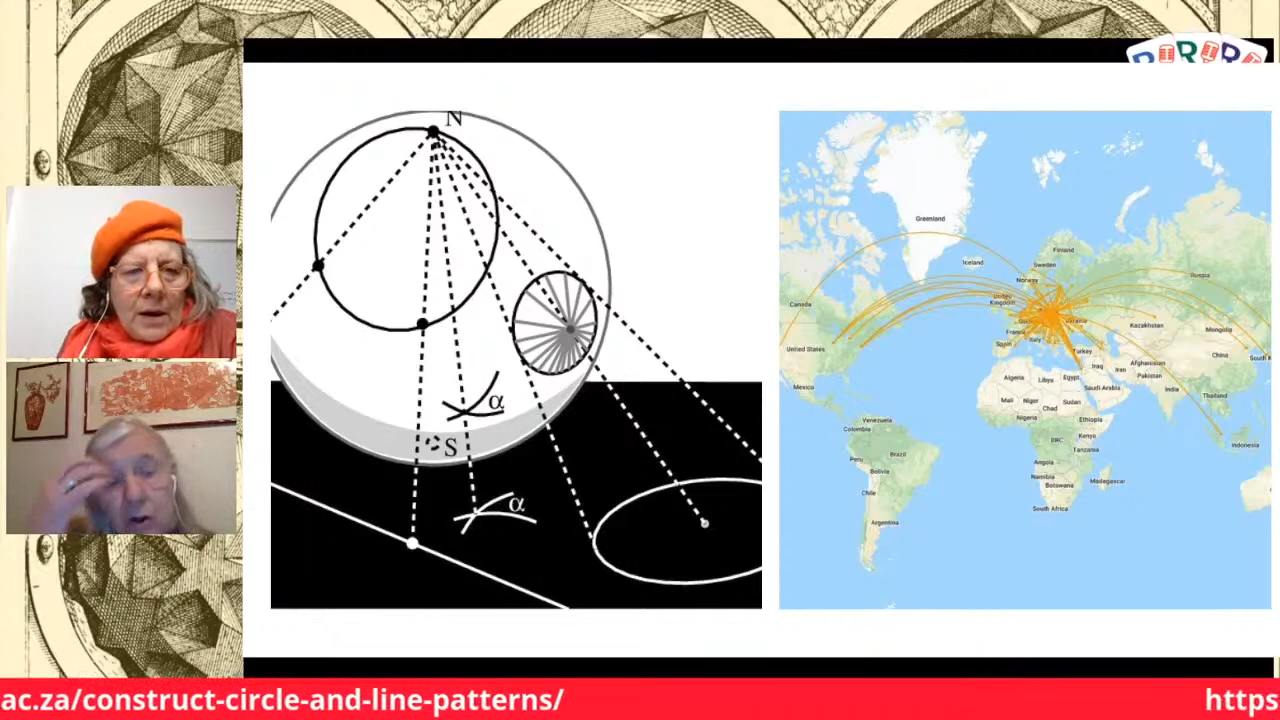 N
α
S
α
Greenland
Iceland
Finland
Sweden
Norway
Russia
Canada
United
Kingdom
Ukraine
Kazakhstan
Mongolia
France
Spain
Italy
United States
Turkey
China
South K
Iraq
Iran
Afghanistan
Pakistan
Algeria
Libya
Egypt
Saudi Arabia
India
Mexico
Mali
Niger
Sudan
Chad
Thailand
Nigeria
Ethiopia
Venezuela
Colombia
DRC
Kenya
Tanzania
Indonesia
Peru
Brazil
Angola
Bolivia
Namibia
Madagascar
Botswana
Chile
South Africa
Argentina
ac.za/construct-circle-and-line-patterns/
https